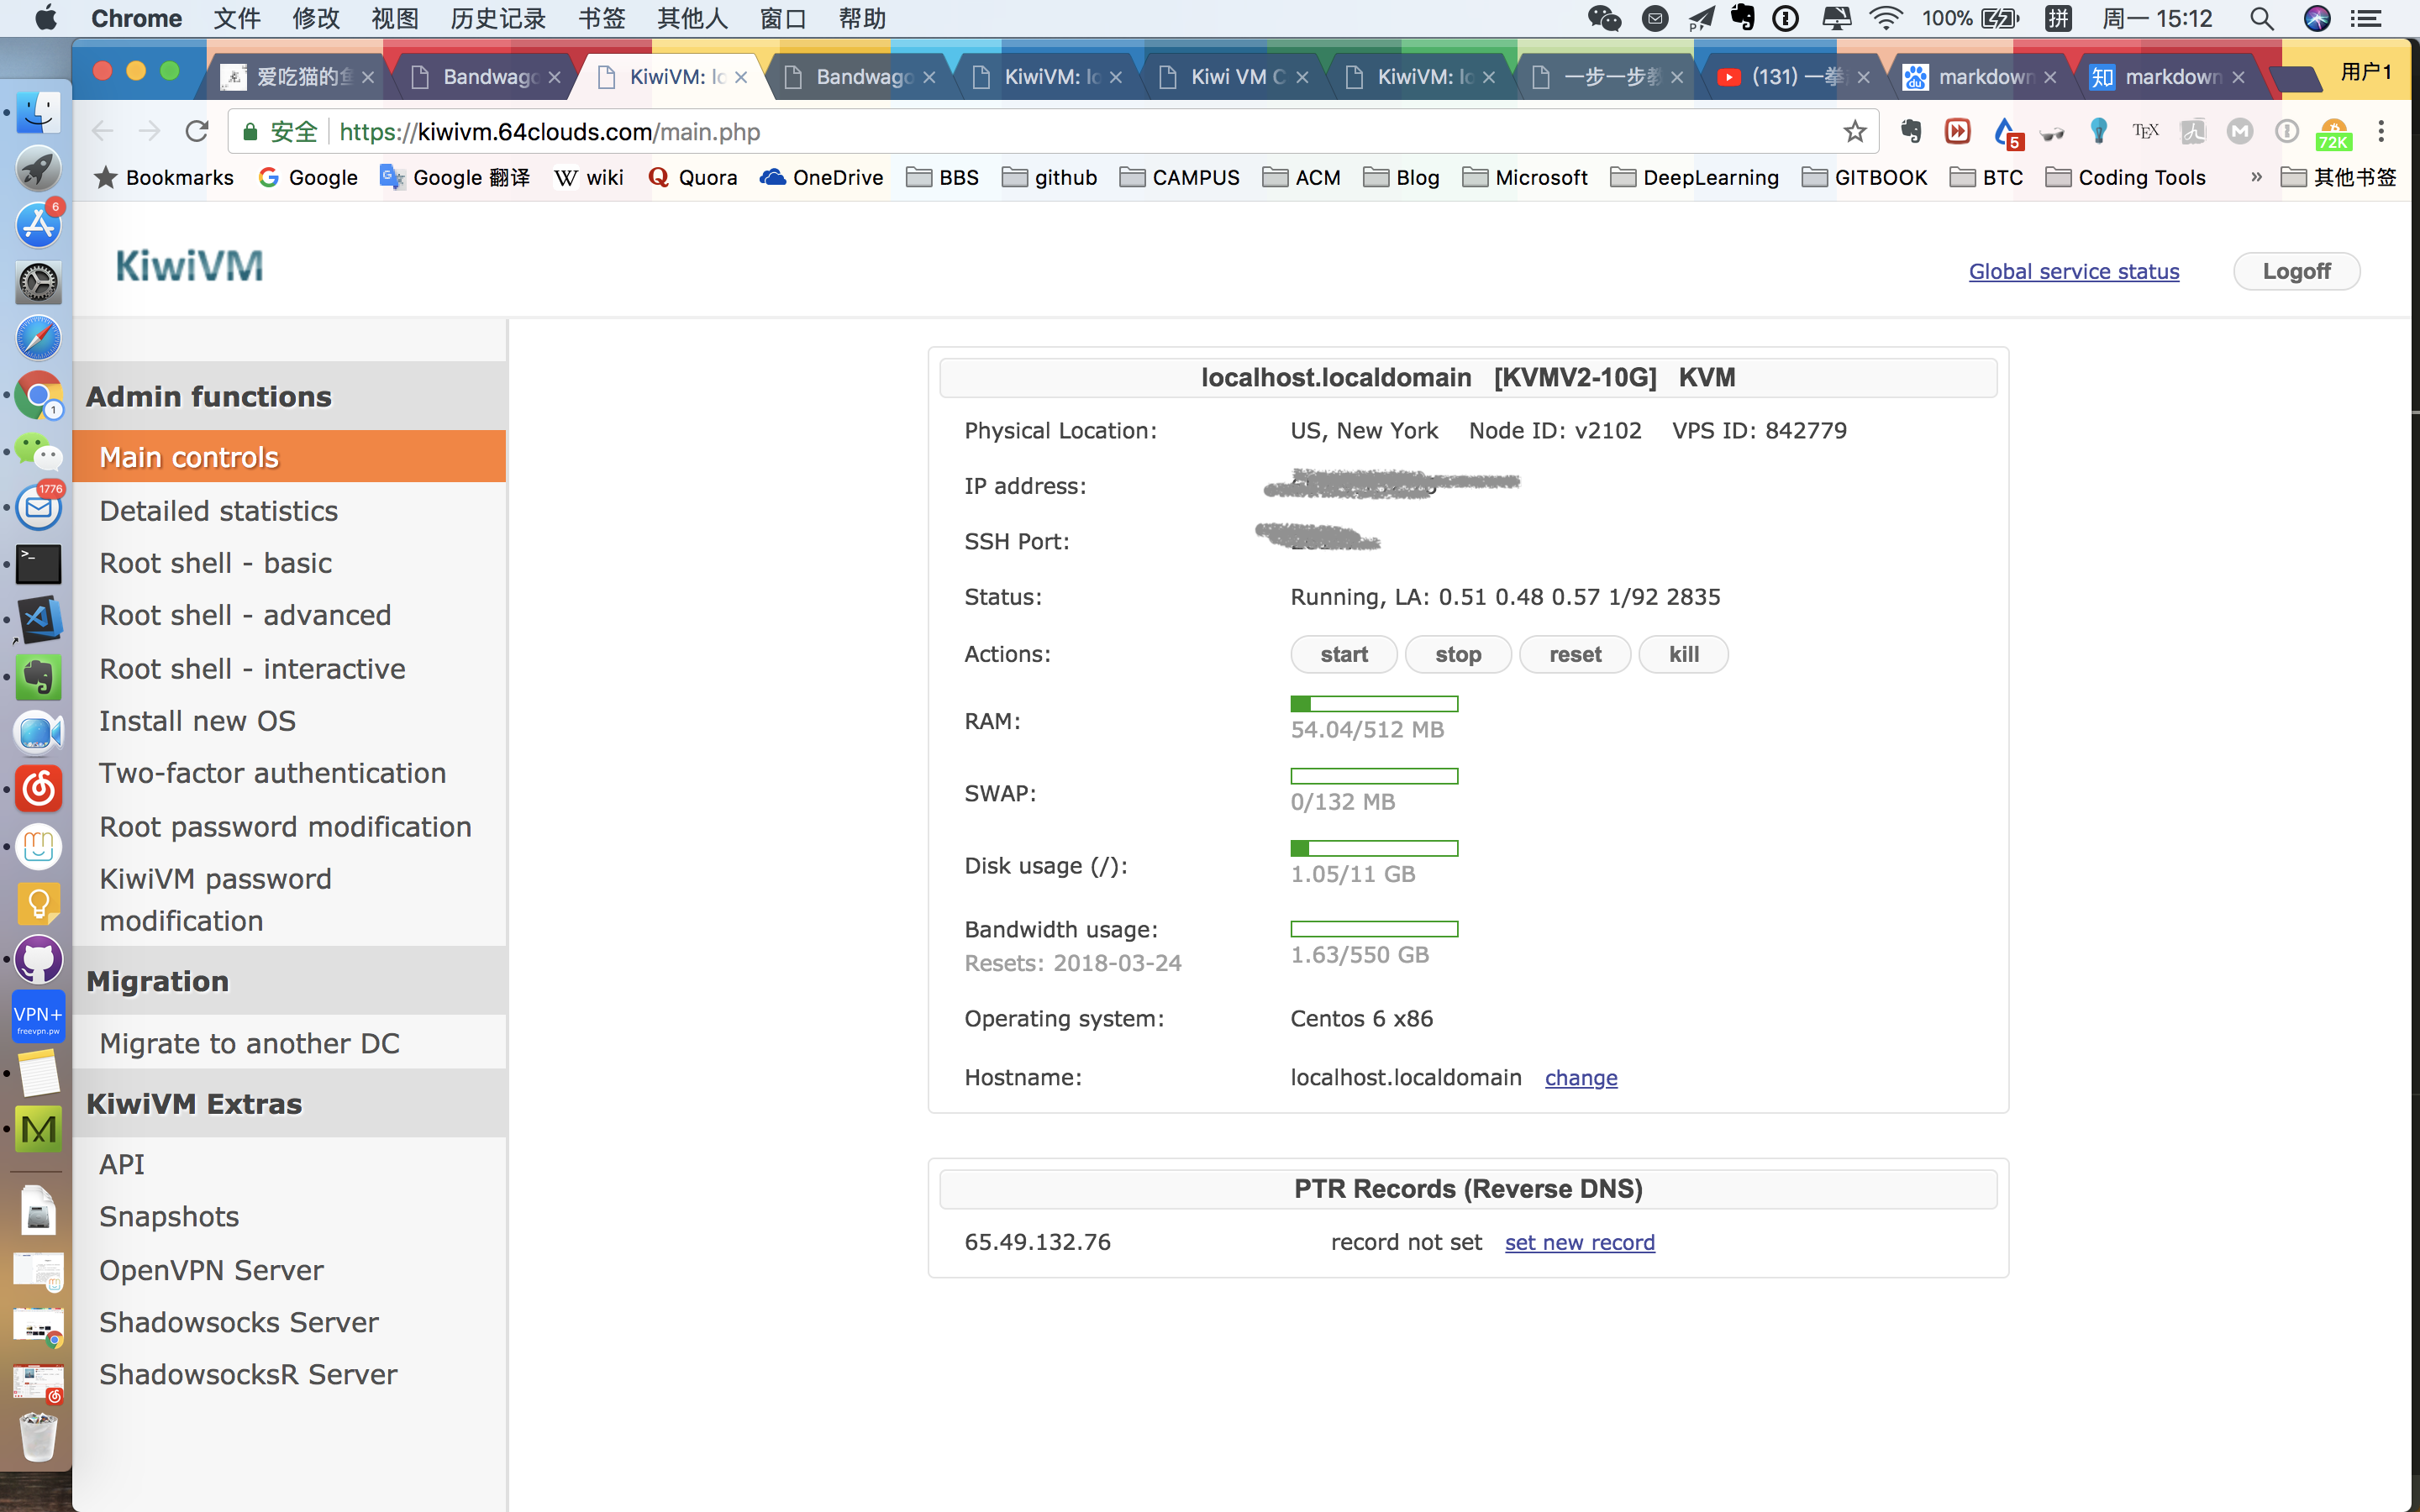 Chrome 文件 修改 视图 历史记录 书签 其他人 窗口 帮助 100% 拼 周一 15:12
爱吃猫的 Bandwago KiwiVM: lo Bandwago KiwiVM: lo Kiwi VM C KiwiVM: lo 一步一步教 (131) 一拳 markdown 知 markdown 用户1
安全 https://kiwivm.64clouds.com/main.php 5 TEX M 72K
Bookmarks Google Google 翻译 W wiki Quora OneDrive BBS github CAMPUS ACM Blog Microsoft DeepLearning GITBOOK BTC Coding Tools » 其他书签
6
1
1776
VPN+
freevpn.pw
KiwiVM
Global service status
Logoff
Admin functions
Main controls
Detailed statistics
Root shell - basic
Root shell - advanced
Root shell - interactive
Install new OS
Two-factor authentication
Root password modification
KiwiVM password
modification
Migration
Migrate to another DC
KiwiVM Extras
API
Snapshots
OpenVPN Server
Shadowsocks Server
ShadowsocksR Server
localhost.localdomain [KVMV2-10G] KVM
Physical Location: US, New York Node ID: v2102 VPS ID: 842779
IP address:
SSH Port:
Status: Running, LA: 0.51 0.48 0.57 1/92 2835
Actions: start stop reset kill
RAM: 54.04/512 MB
SWAP: 0/132 MB
Disk usage (/): 1.05/11 GB
Bandwidth usage: 1.63/550 GB
Resets: 2018-03-24
Operating system: Centos 6 x86
Hostname: localhost.localdomain change
PTR Records (Reverse DNS)
65.49.132.76 record not set set new record